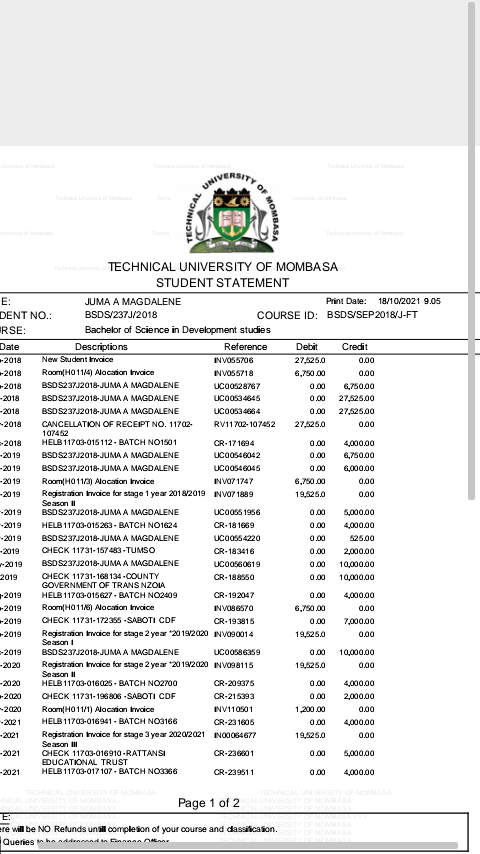 TECHNICAL UNIVERSITY OF MOMBASA
TECHNICAL UNIVERSITY OF MOMBASA
STUDENT STATEMENT
E: JUMA A MAGDALENE Print Date: 18/10/2021 9.05
DENT NO.: BSDS/237J/2018 COURSE ID: BSDS/SEP2018/J-FT
RSE: Bachelor of Science in Development studies
Date Descriptions Reference Debit Credit
-2018 New Student Invoice INV055706 27,525.0 0.00
-2018 Room(H011/4) Alocation Invoice INV055718 6,750.00 0.00
-2018 BSDS237J2018-JUMA A MAGDALENE UC00528767 0.00 6,750.00
-2018 BSDS237J2018-JUMA A MAGDALENE UC00534645 0.00 27,525.00
-2018 BSDS237J2018-JUMA A MAGDALENE UC00534664 0.00 27,525.00
-2018 CANCELLATION OF RECEIPT NO. 11702- RV11702-107452 27,525.0 0.00
107452
-2018 HELB11703-015112 - BATCH NO1501 CR-171694 0.00 4,000.00
-2019 BSDS237J2018-JUMA A MAGDALENE UC00546042 0.00 6,750.00
-2019 BSDS237J2018-JUMA A MAGDALENE UC00546045 0.00 6,000.00
-2019 Room(H011/3) Alocation Invoice INV071747 6,750.00 0.00
-2019 Registration Invoice for stage 1 year 2018/2019 INV071889 19,525.0 0.00
Season II
-2019 BSDS237J2018-JUMA A MAGDALENE UC00551956 0.00 5,000.00
-2019 HELB11703-015263 - BATCH NO1624 CR-181669 0.00 4,000.00
-2019 BSDS237J2018-JUMA A MAGDALENE UC00554220 0.00 525.00
-2019 CHECK 11731-157483 -TUMSO CR-183416 0.00 2,000.00
-2019 BSDS237J2018-JUMA A MAGDALENE UC00560619 0.00 10,000.00
2019 CHECK 11731-168134 -COUNTY CR-188550 0.00 10,000.00
GOVERNMENT OF TRANS NZOIA
-2019 HELB11703-015627 - BATCH NO2409 CR-192047 0.00 4,000.00
-2019 Room(H011/6) Alocation Invoice INV086570 6,750.00 0.00
-2019 CHECK 11731-172355 -SABOTI CDF CR-193815 0.00 7,000.00
-2019 Registration Invoice for stage 2 year *2019/2020 INV090014 19,525.0 0.00
Season I
-2019 BSDS237J2018-JUMA A MAGDALENE UC00586359 0.00 10,000.00
-2020 Registration Invoice for stage 2 year *2019/2020 INV098115 19,525.0 0.00
Season II
-2020 HELB11703-016025 - BATCH NO2700 CR-209375 0.00 4,000.00
-2020 CHECK 11731-196806 -SABOTI CDF CR-215393 0.00 2,000.00
-2020 Room(H011/1) Alocation Invoice INV110501 1,200.00 0.00
-2021 HELB11703-016941 - BATCH NO3166 CR-231605 0.00 4,000.00
-2021 Registration Invoice for stage 3 year 2020/2021 IN00064677 19,525.0 0.00
Season III
-2021 CHECK 11703-016910 -RATTANSI CR-236601 0.00 5,000.00
EDUCATIONAL TRUST
-2021 HELB11703-017107 - BATCH NO3366 CR-239511 0.00 4,000.00
Page 1 of 2
E:
ere will be NO Refunds untill completion of your course and classification.
Queries to be addressed to Finance Officer